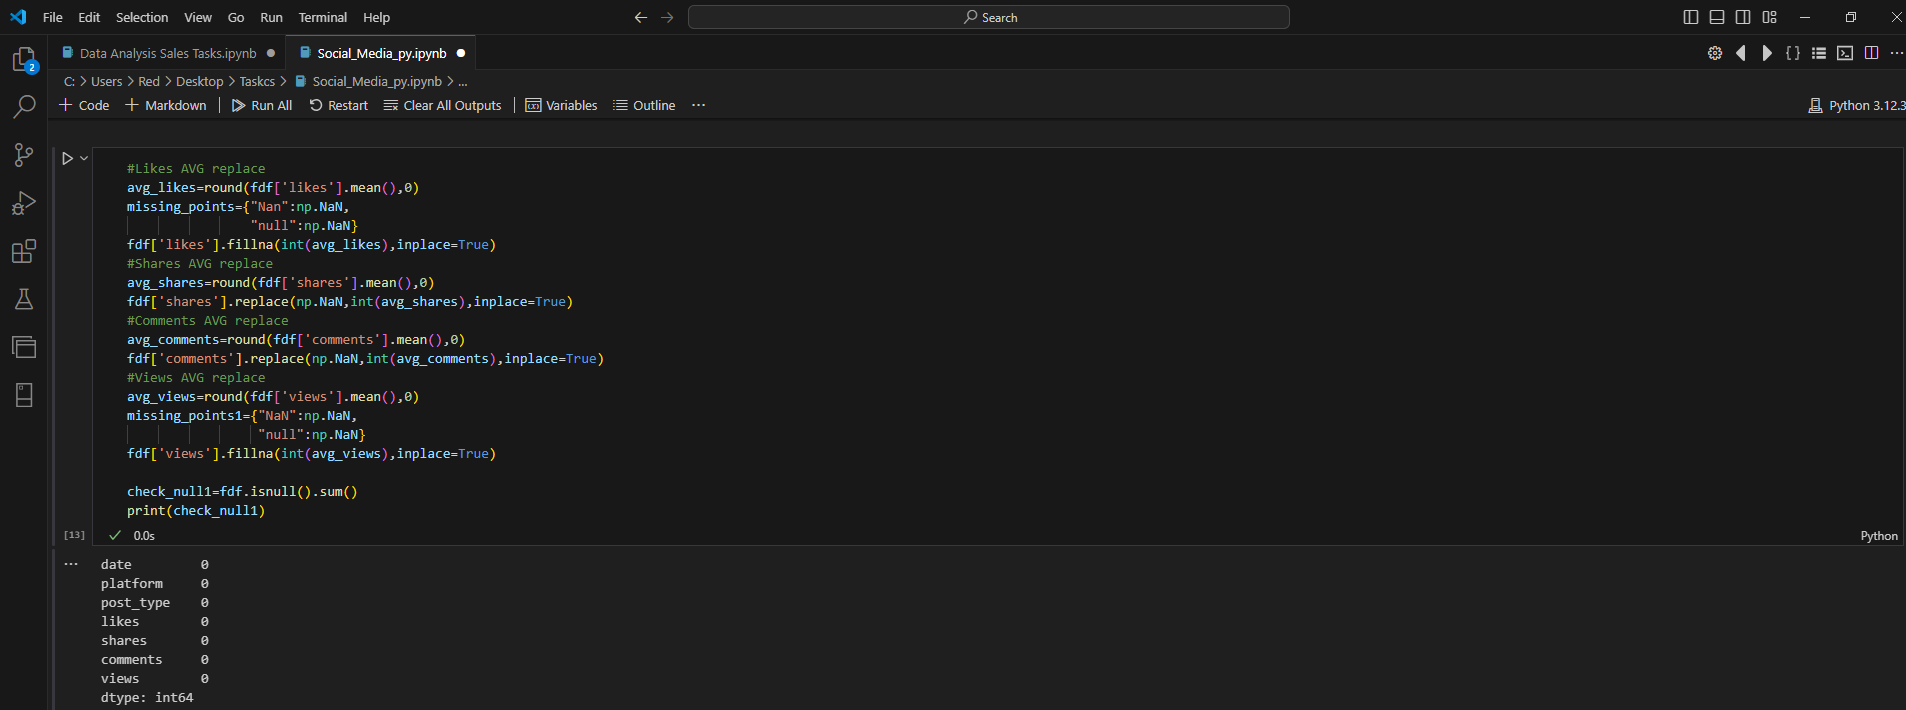 File Edit Selection View Go Run Terminal Help Search
Data Analysis Sales Tasks.ipynb Social_Media_py.ipynb
C: > Users > Red > Desktop > Taskcs > Social_Media_py.ipynb > ...
+ Code + Markdown | Run All Restart Clear All Outputs | Variables Outline ... Python 3.12.3
#Likes AVG replace
avg_likes=round(fdf['likes'].mean(),0)
missing_points={"Nan":np.NaN,
"null":np.NaN}
fdf['likes'].fillna(int(avg_likes),inplace=True)
#Shares AVG replace
avg_shares=round(fdf['shares'].mean(),0)
fdf['shares'].replace(np.NaN,int(avg_shares),inplace=True)
#Comments AVG replace
avg_comments=round(fdf['comments'].mean(),0)
fdf['comments'].replace(np.NaN,int(avg_comments),inplace=True)
#Views AVG replace
avg_views=round(fdf['views'].mean(),0)
missing_points1={"NaN":np.NaN,
"null":np.NaN}
fdf['views'].fillna(int(avg_views),inplace=True)
check_null1=fdf.isnull().sum()
print(check_null1)
[13] ✓ 0.0s Python
... date 0
platform 0
post_type 0
likes 0
shares 0
comments 0
views 0
dtype: int64
2